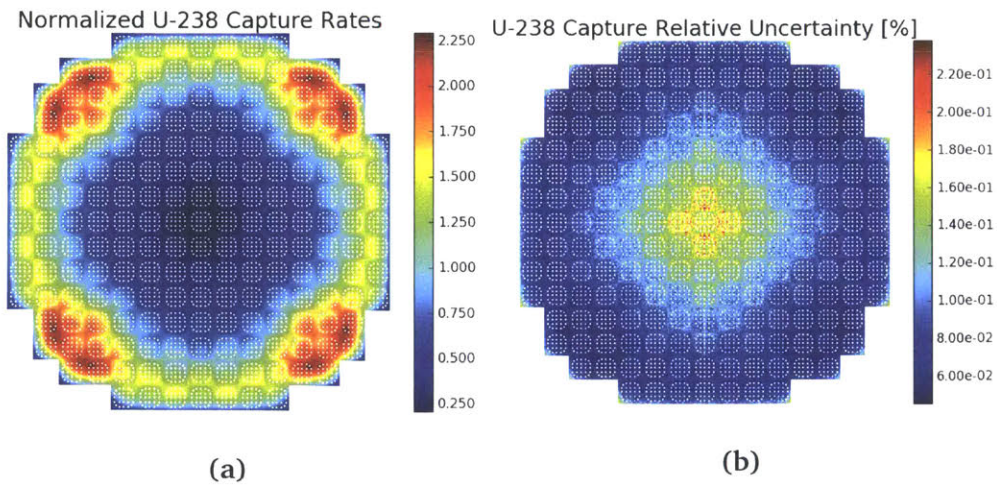 Normalized U-238 Capture Rates
2.250
2.000
1.750
1.500
1.250
1.000
0.750
0.500
0.250
(a)
U-238 Capture Relative Uncertainty [%]
2.20e-01
2.00e-01
1.80e-01
1.60e-01
1.40e-01
1.20e-01
1.00e-01
8.00e-02
6.00e-02
(b)